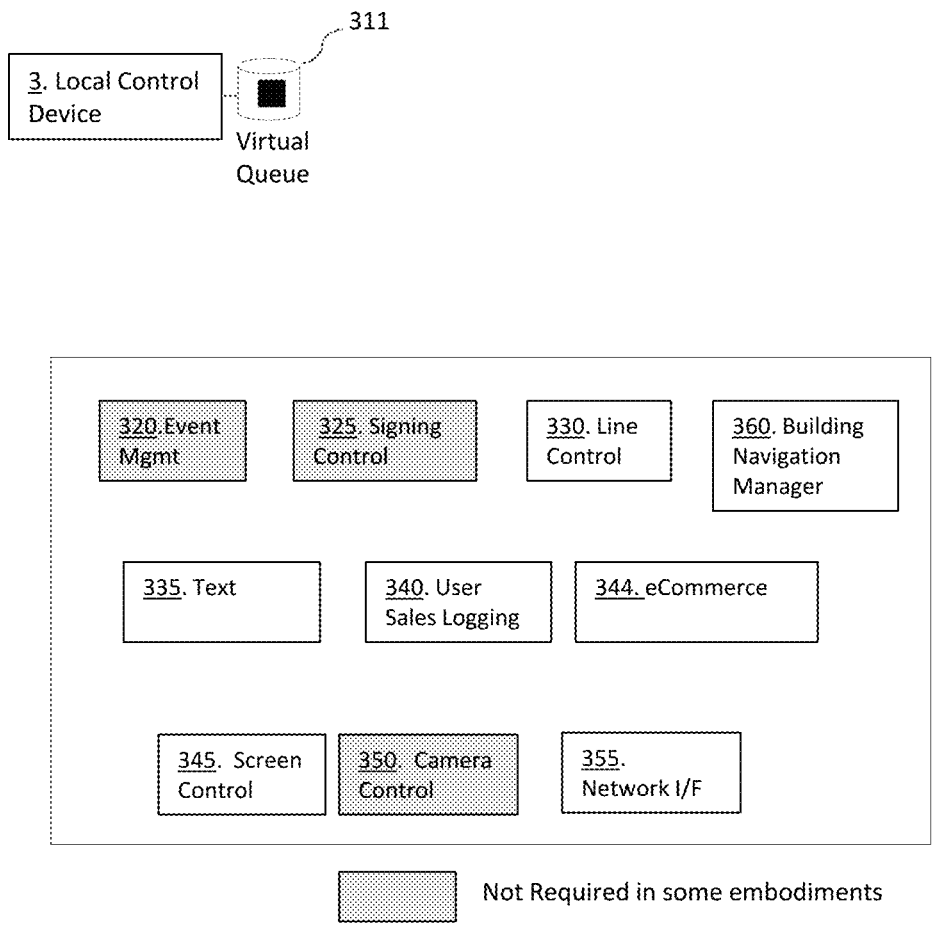 311
3. Local Control
Device
Virtual
Queue
320.Event
Mgmt
325. Signing
Control
330. Line
Control
360. Building
Navigation
Manager
335. Text
340. User
Sales Logging
344. eCommerce
345. Screen
Control
350. Camera
Control
355.
Network I/F
Not Required in some embodiments